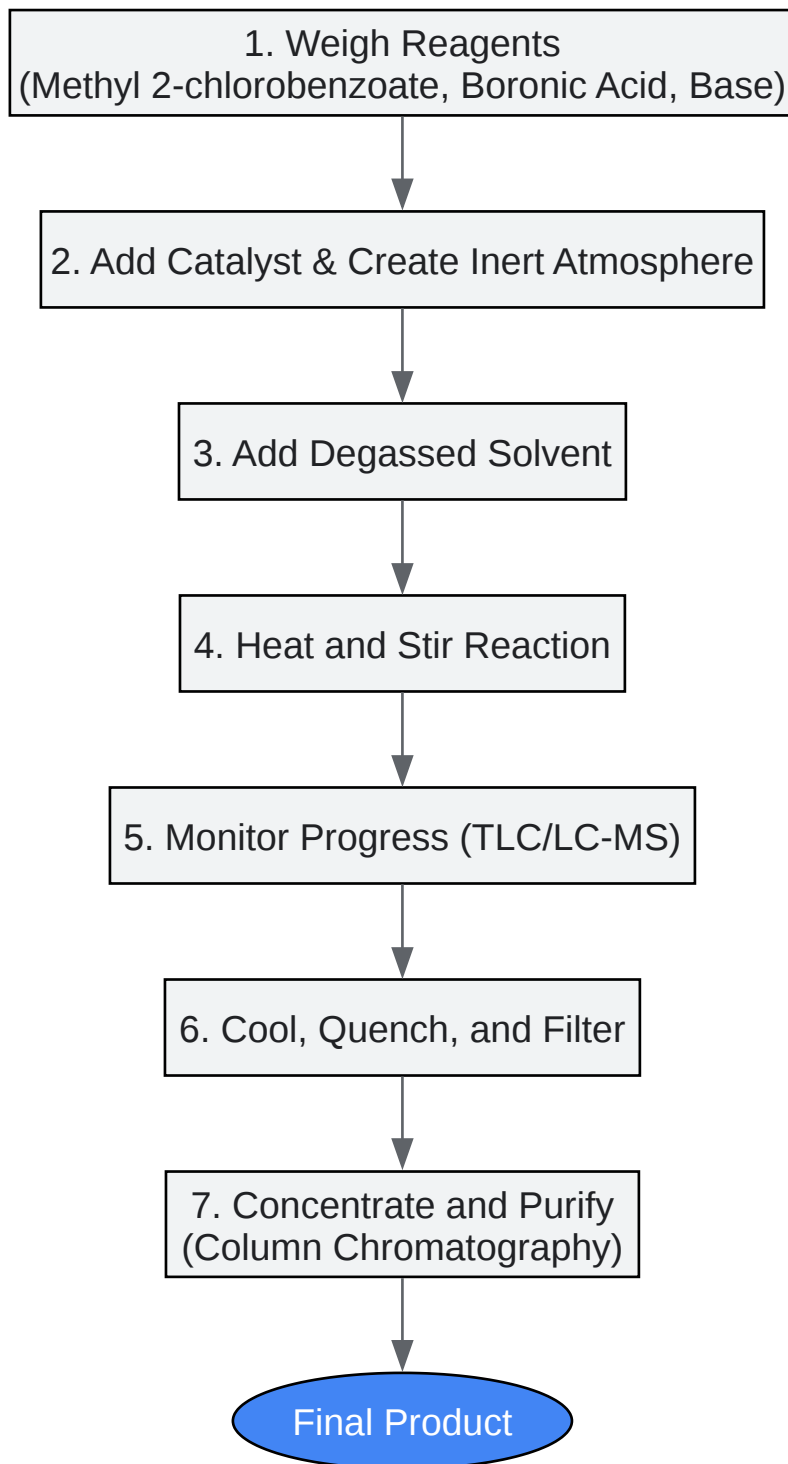 1. Weigh Reagents
(Methyl 2-chlorobenzoate, Boronic Acid, Base)
2. Add Catalyst & Create Inert Atmosphere
3. Add Degassed Solvent
4. Heat and Stir Reaction
5. Monitor Progress (TLC/LC-MS)
6. Cool, Quench, and Filter
7. Concentrate and Purify
(Column Chromatography)
Final Product